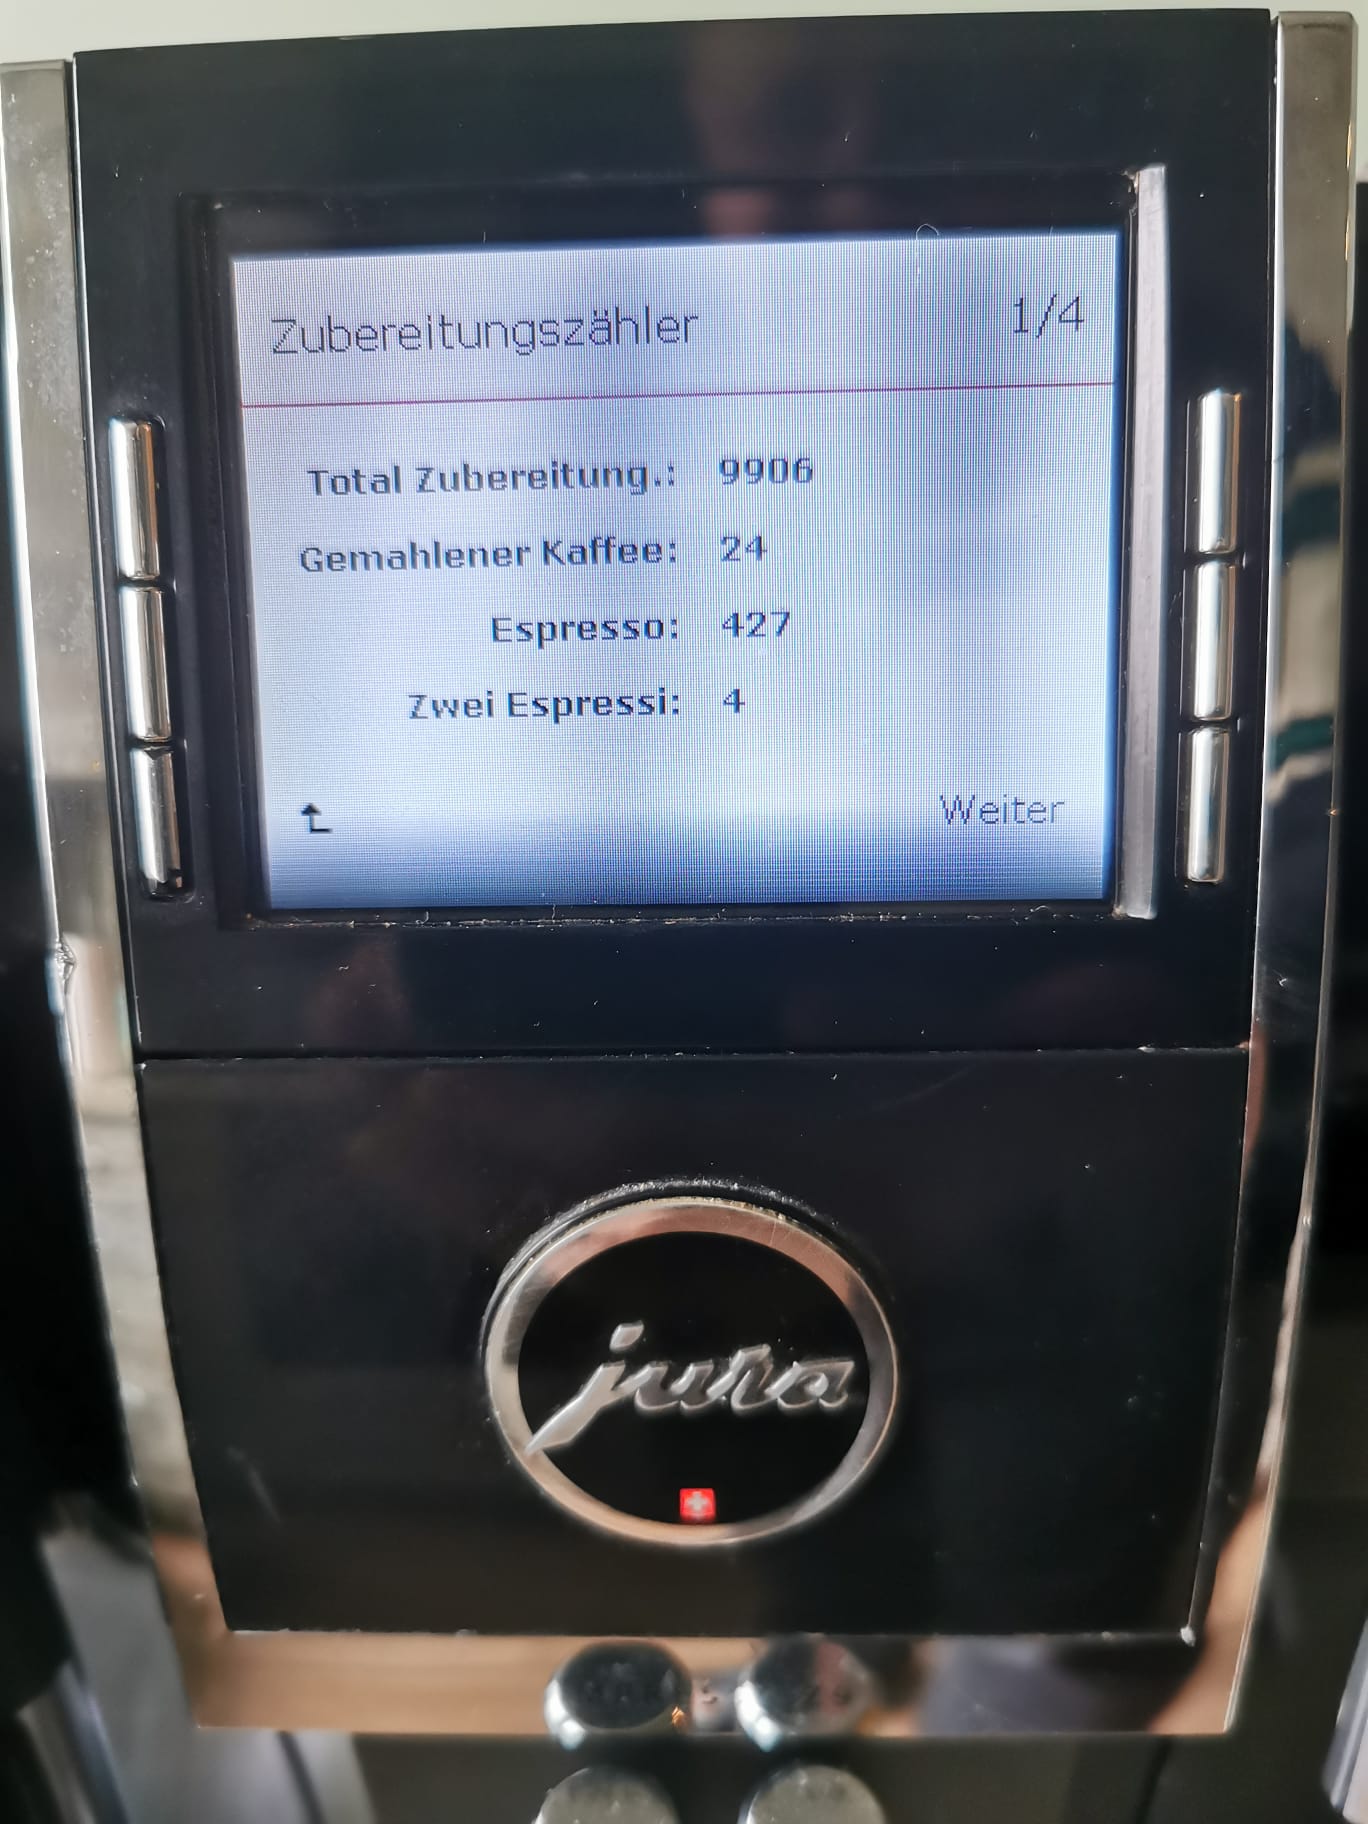 Zubereitungszähler 1/4
Total Zubereitung.: 9906
Gemahlener Kaffee: 24
Espresso: 427
Zwei Espressi: 4
Weiter
jura